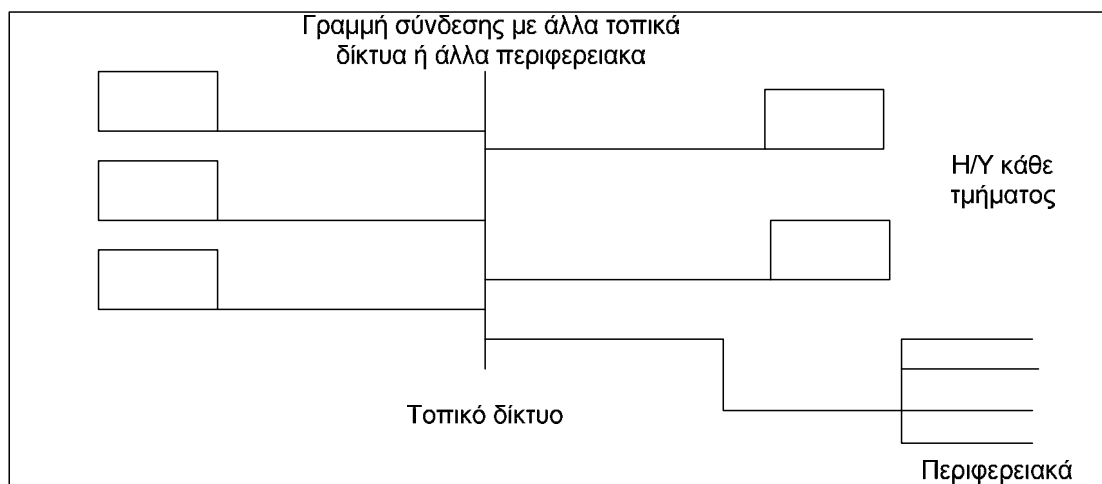 Γραμμή σύνδεσης με άλλα τοπικά
δίκτυα ή άλλα περιφερειακα
Η/Υ κάθε
τμήματος
Τοπικό δίκτυο
Περιφερειακά